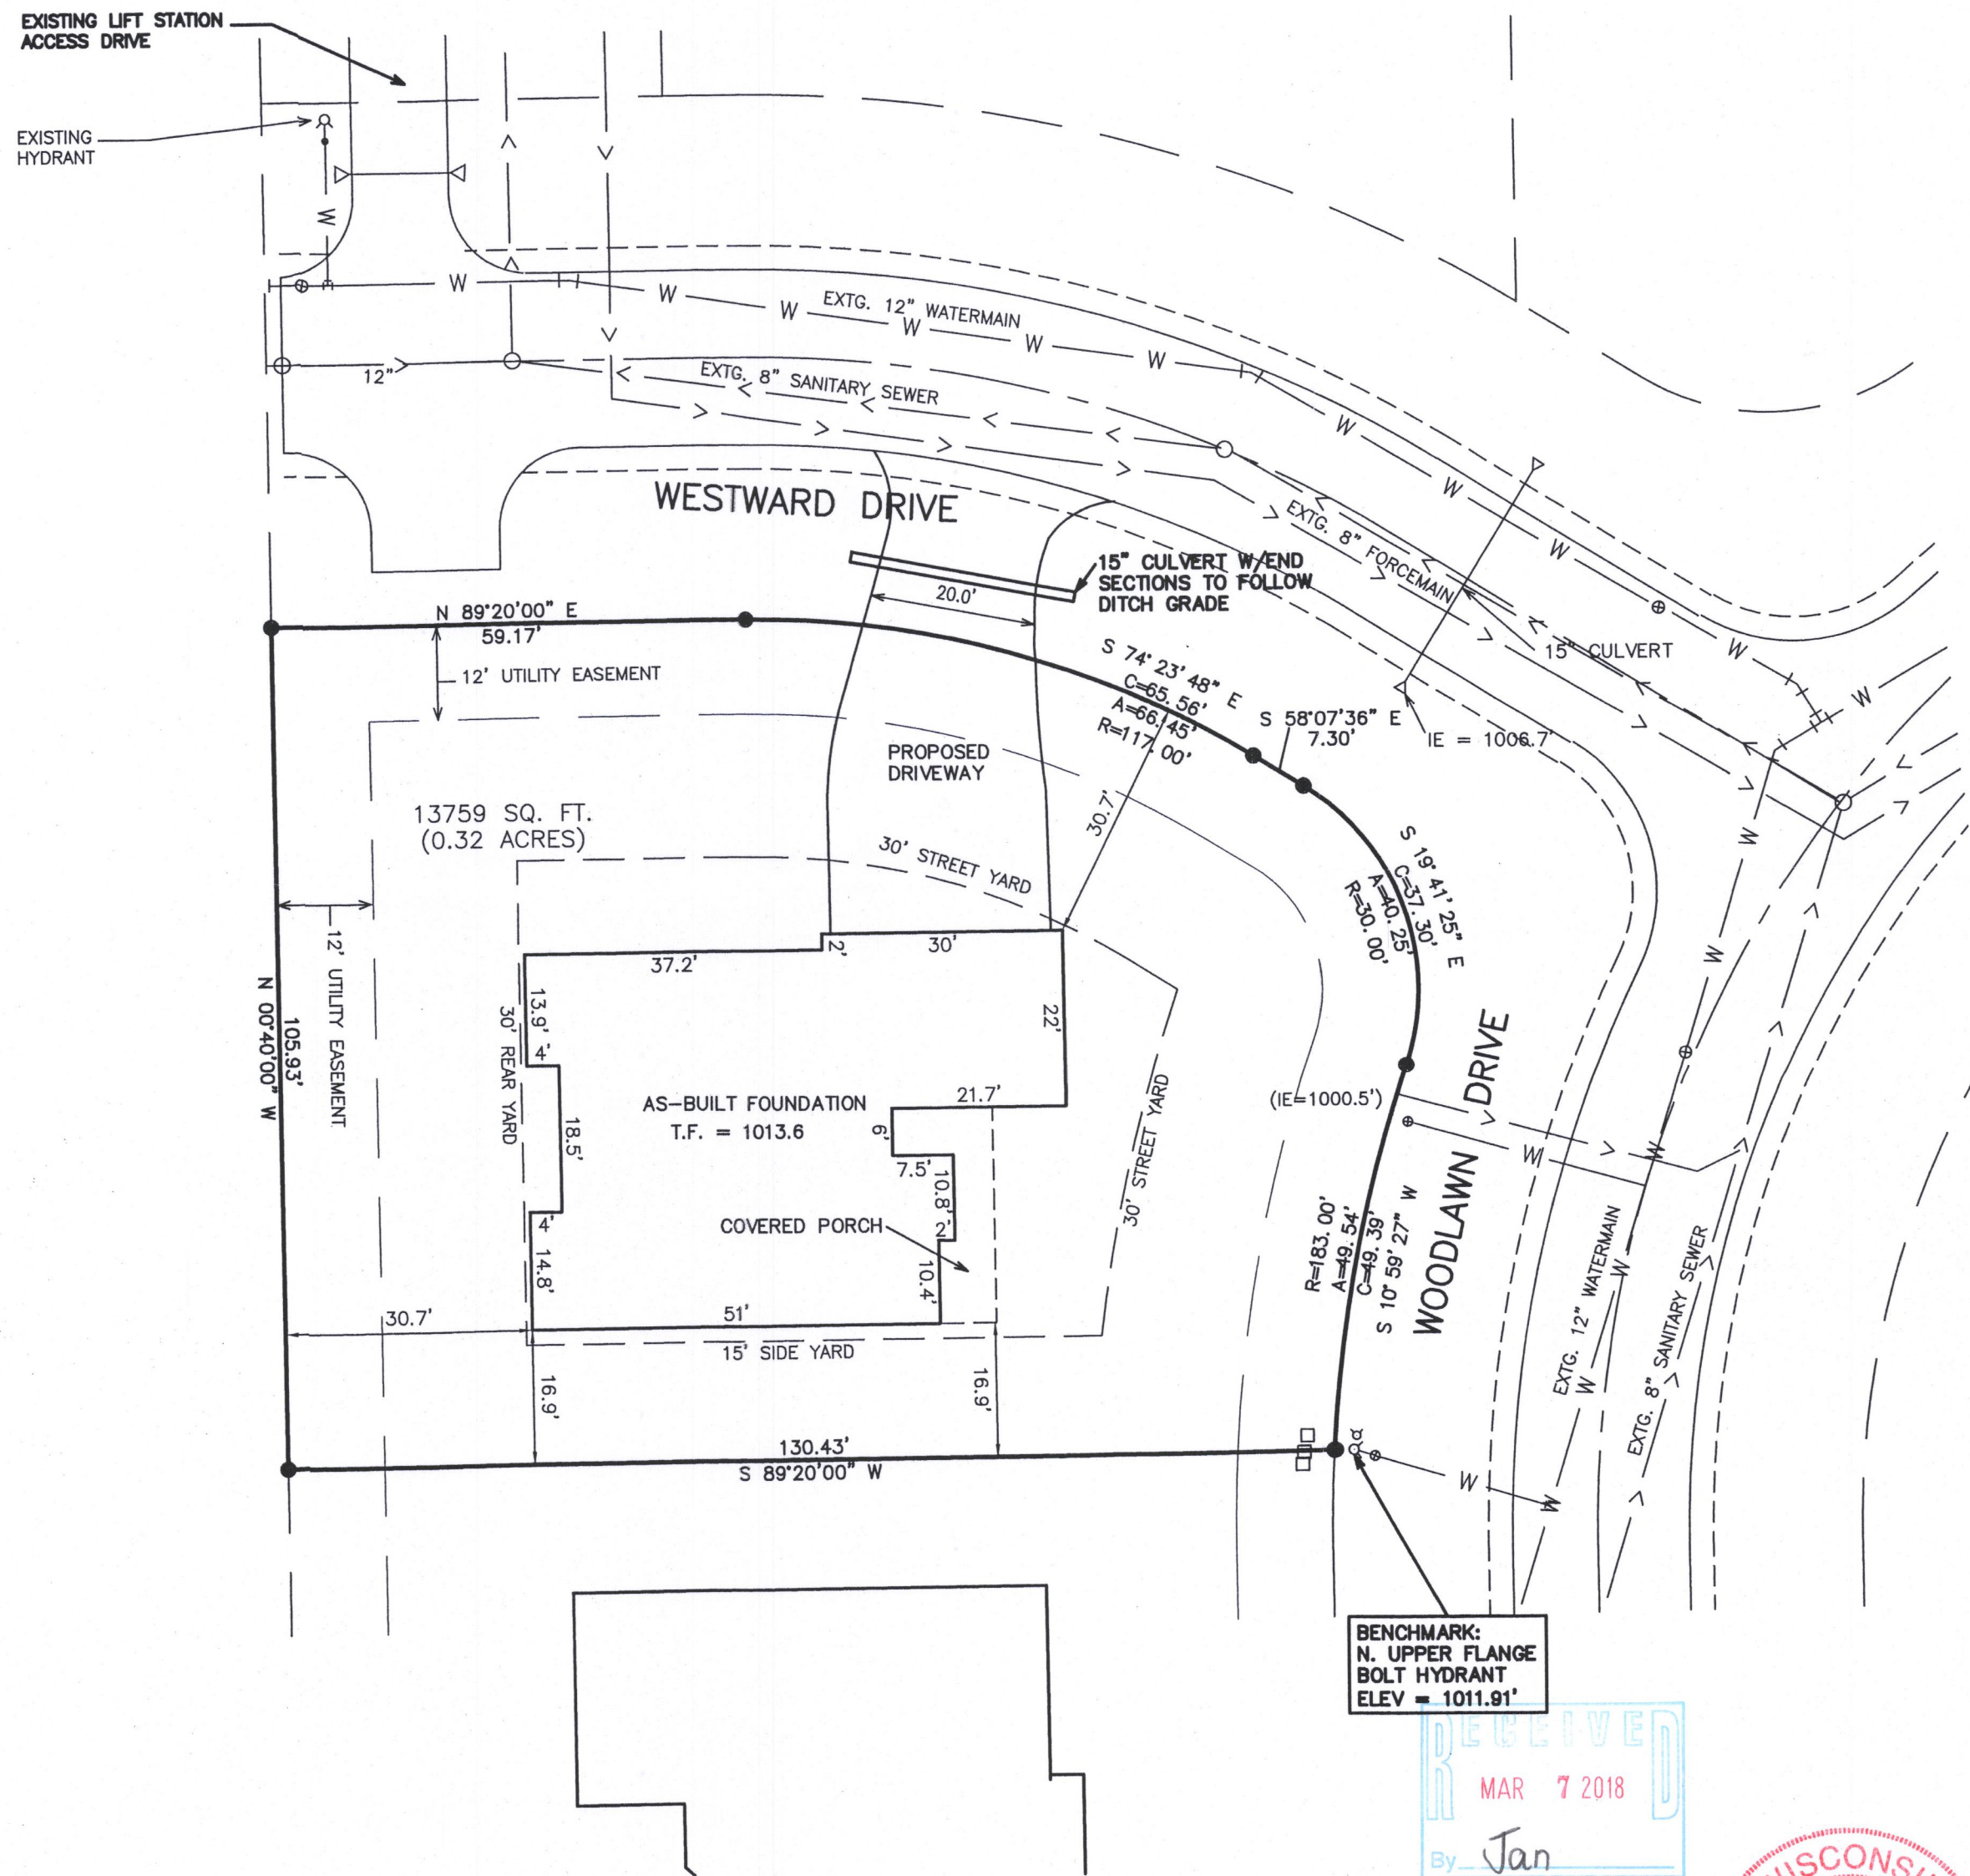 EXISTING LIFT STATION
ACCESS DRIVE
EXISTING
HYDRANT
W
W
W
W
EXTG. 12" WATERMAIN
W
W
W
W
W
W
W
W
12"
EXTG. 8" SANITARY SEWER
WESTWARD DRIVE
EXTG. 8" FORCEMAIN
15" CULVERT W/END
SECTIONS TO FOLLOW
DITCH GRADE
20.0'
15" CULVERT
W
IE = 1006.7'
N 89°20'00" E
59.17'
12' UTILITY EASEMENT
S 74°23'48" E
C=65.56'
A=66.45'
R=117.00'
S 58°07'36" E
7.30'
PROPOSED
DRIVEWAY
30.7'
13759 SQ. FT.
(0.32 ACRES)
30' STREET YARD
S 19°41'25" E
C=37.30'
A=40.25'
R=30.00'
W
W
12' UTILITY EASEMENT
105.93'
N 00°40'00" W
2'
30'
37.2'
13.9'
4'
30' REAR YARD
22'
AS-BUILT FOUNDATION
T.F. = 1013.6
21.7'
6'
18.5'
7.5'
10.8'
2'
COVERED PORCH
4'
14.8'
10.4'
30' STREET YARD
(IE=1000.5')
W
W
WOODLAWN DRIVE
R=183.00'
A=49.54'
C=49.39'
S 10°59'27" W
EXTG. 12" WATERMAIN
W
W
EXTG. 8" SANITARY SEWER
30.7'
51'
15' SIDE YARD
16.9'
16.9'
130.43'
S 89°20'00" W
W
W
BENCHMARK:
N. UPPER FLANGE
BOLT HYDRANT
ELEV = 1011.91'
RECEIVED
MAR 7 2018
By Jan